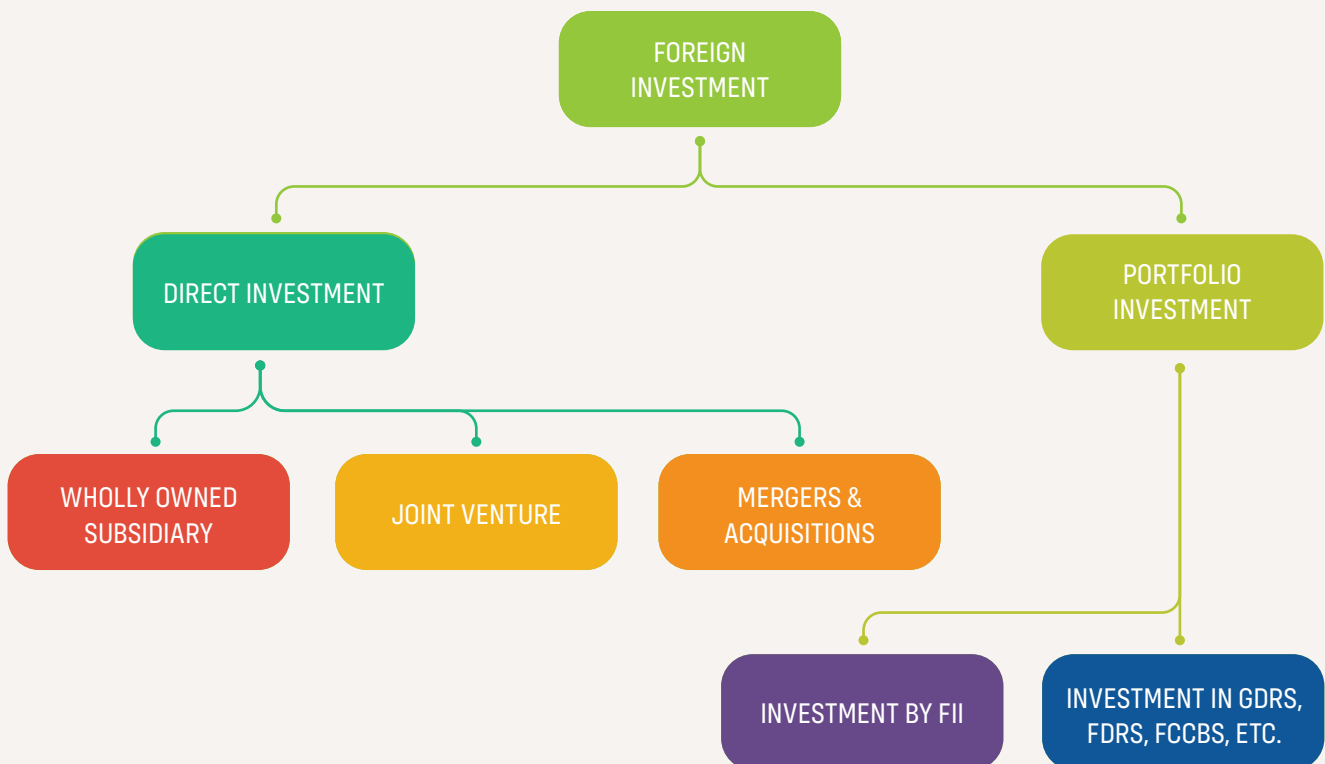 FOREIGN
INVESTMENT
DIRECT INVESTMENT
PORTFOLIO
INVESTMENT
WHOLLY OWNED
SUBSIDIARY
JOINT VENTURE
MERGERS &
ACQUISITIONS
INVESTMENT BY FII
INVESTMENT IN GDRS,
FDRS, FCCBS, ETC.